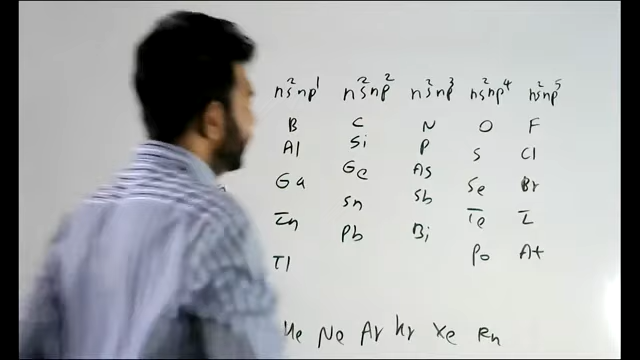 ns²np¹ ns²np² ns²np³ ns²np⁴ ns²np⁵
B C N O F
Al Si P S Cl
Ga Ge As Se Br
In Sn Sb Te I
Tl Pb Bi Po At
He Ne Ar Kr Xe Rn